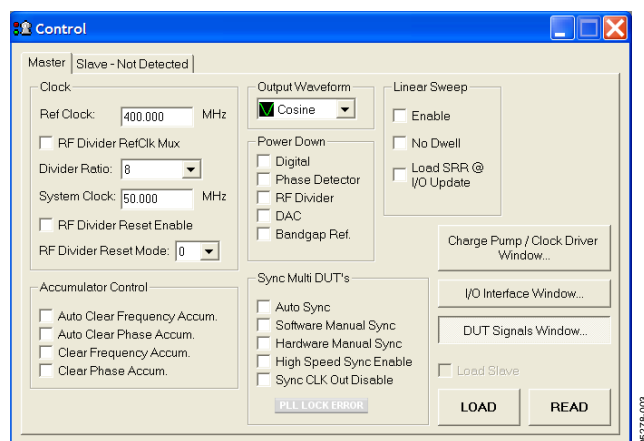 Control
Master
Slave - Not Detected
Clock
Ref Clock: 400.000 MHz
RF Divider RefClk Mux
Divider Ratio: 8
System Clock: 50.000 MHz
RF Divider Reset Enable
RF Divider Reset Mode: 0
Accumulator Control
Auto Clear Frequency Accum.
Auto Clear Phase Accum.
Clear Frequency Accum.
Clear Phase Accum.
Output Waveform
Cosine
Power Down
Digital
Phase Detector
RF Divider
DAC
Bandgap Ref.
Sync Multi DUT's
Auto Sync
Software Manual Sync
Hardware Manual Sync
High Speed Sync Enable
Sync CLK Out Disable
PLL LOCK ERROR
Linear Sweep
Enable
No Dwell
Load SRR @
I/O Update
Charge Pump / Clock Driver
Window...
I/O Interface Window...
DUT Signals Window...
Load Slave
LOAD
READ